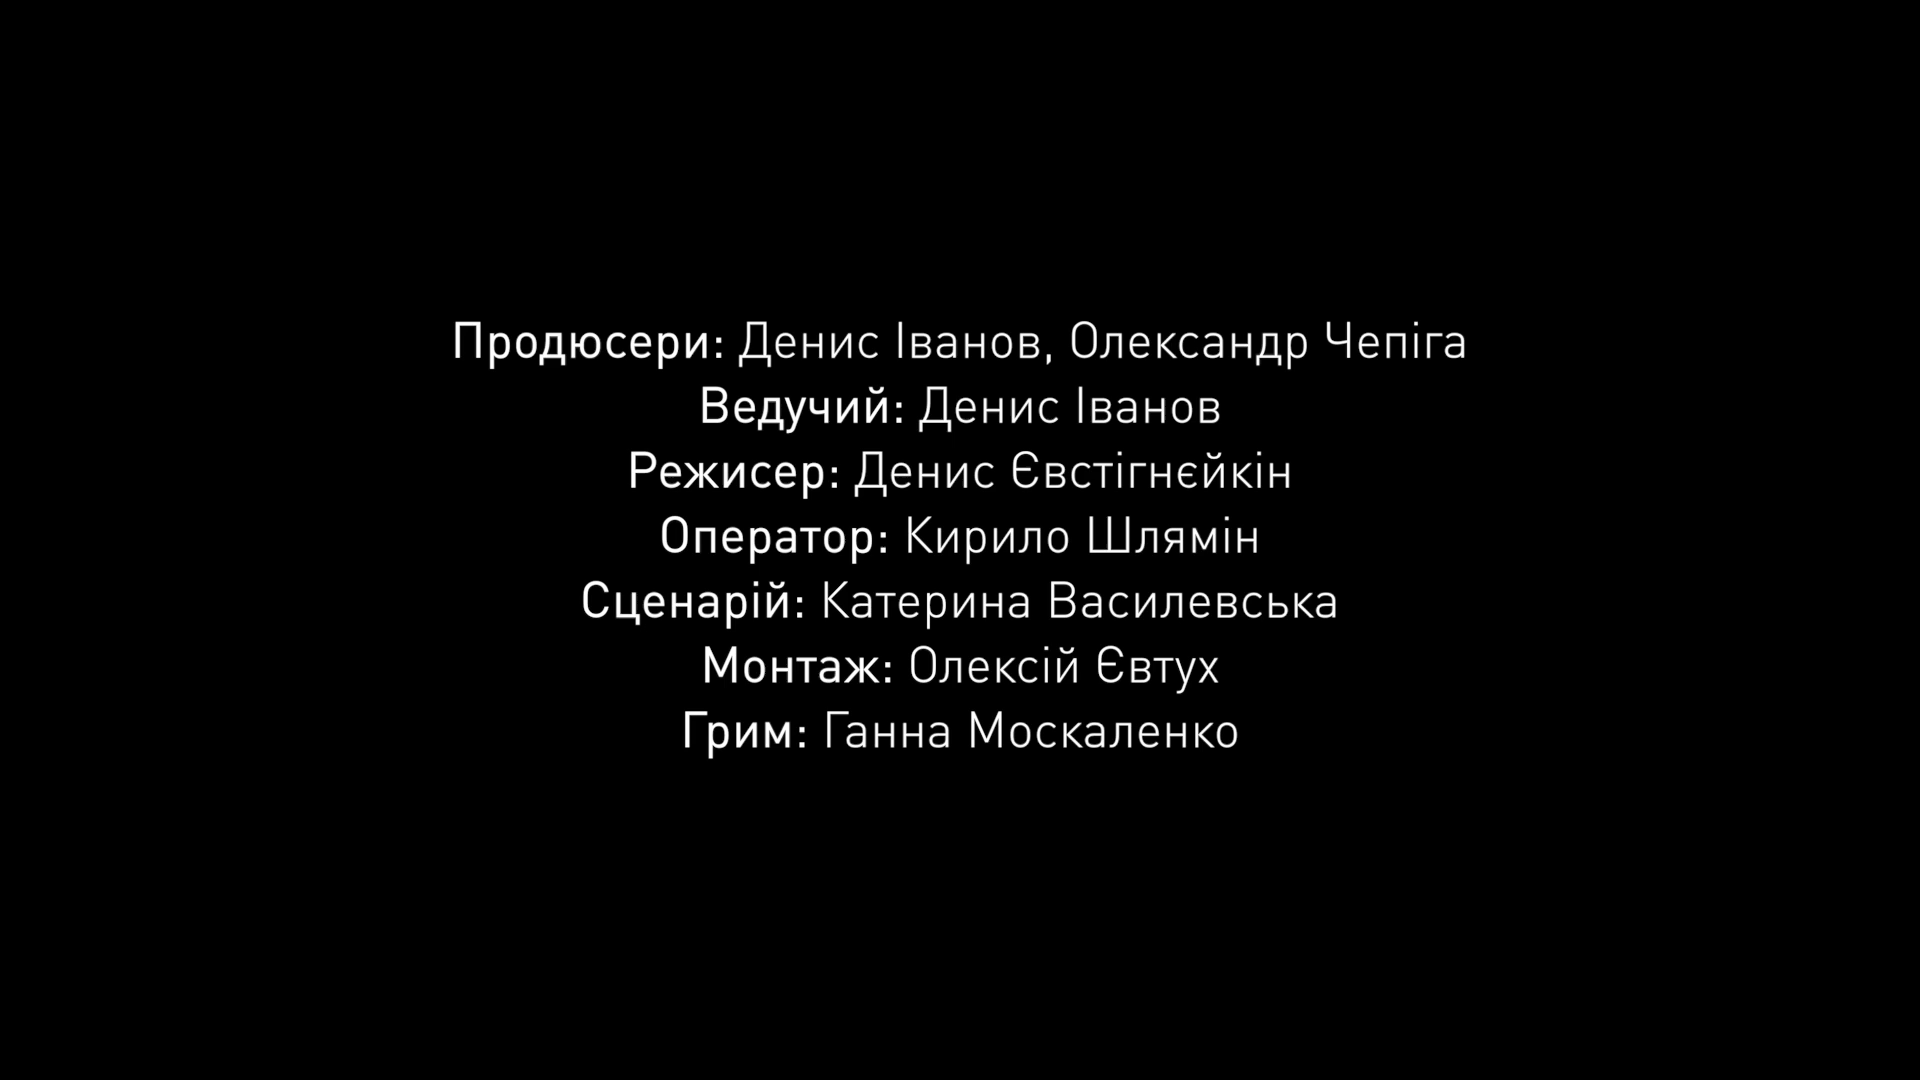 Продюсери: Денис Іванов, Олександр Чепіга
Ведучий: Денис Іванов
Режисер: Денис Євстігнєйкін
Оператор: Кирило Шлямін
Сценарій: Катерина Василевська
Монтаж: Олексій Євтух
Грим: Ганна Москаленко